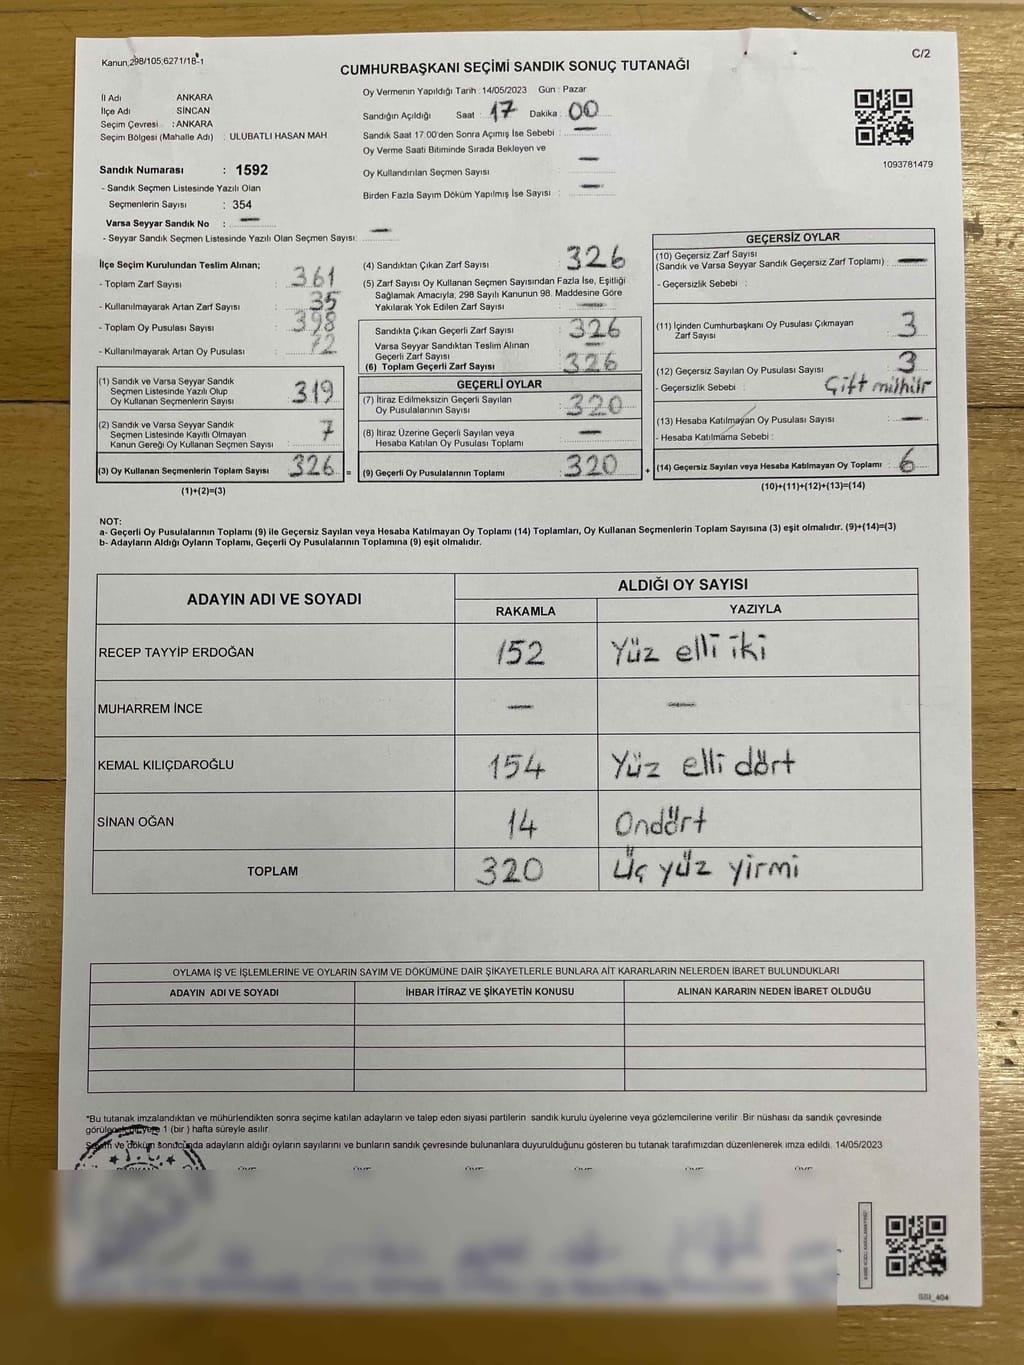 Kanun,298/105,6271/18-1
C/2
CUMHURBAŞKANI SEÇİMİ SANDIK SONUÇ TUTANAĞI
İl Adı ANKARA
İlçe Adı SİNCAN
Seçim Çevresi : ANKARA
Seçim Bölgesi (Mahalle Adı) : ULUBATLI HASAN MAH
Sandık Numarası : 1592
- Sandık Seçmen Listesinde Yazılı Olan
Seçmenlerin Sayısı : 354
Varsa Seyyar Sandık No : —
- Seyyar Sandık Seçmen Listesinde Yazılı Olan Seçmen Sayısı: —
Oy Vermenin Yapıldığı Tarih : 14/05/2023 Gün : Pazar
Sandığın Açıldığı Saat : 17 Dakika : 00
Sandık Saat 17:00'den Sonra Açımış İse Sebebi : —
Oy Verme Saati Bitiminde Sırada Bekleyen ve
Oy Kullandırılan Seçmen Sayısı —
Birden Fazla Sayım Döküm Yapılmış İse Sayısı : —
1093781479
İlçe Seçim Kurulundan Teslim Alınan;
- Toplam Zarf Sayısı : 361
- Kullanılmayarak Artan Zarf Sayısı : 35
- Toplam Oy Pusulası Sayısı : 398
- Kullanılmayarak Artan Oy Pusulası : 72
(1) Sandık ve Varsa Seyyar Sandık
Seçmen Listesinde Yazılı Olup
Oy Kullanan Seçmenlerin Sayısı : 319
(2) Sandık ve Varsa Seyyar Sandık
Seçmen Listesinde Kayıtlı Olmayan
Kanun Gereği Oy Kullanan Seçmen Sayısı : 7
(3) Oy Kullanan Seçmenlerin Toplam Sayısı : 326 =
(1)+(2)=(3)
(4) Sandıktan Çıkan Zarf Sayısı : 326
(5) Zarf Sayısı Oy Kullanan Seçmen Sayısından Fazla İse, Eşitliği
Sağlamak Amacıyla; 298 Sayılı Kanunun 98. Maddesine Göre
Yakılarak Yok Edilen Zarf Sayısı : —
Sandıkta Çıkan Geçerli Zarf Sayısı : 326
Varsa Seyyar Sandıktan Teslim Alınan
Geçerli Zarf Sayısı : —
(6) Toplam Geçerli Zarf Sayısı : 326
GEÇERLİ OYLAR
(7) İtiraz Edilmeksizin Geçerli Sayılan
Oy Pusulalarının Sayısı : 320
(8) İtiraz Üzerine Geçerli Sayılan veya
Hesaba Katılan Oy Pusulası Toplamı : —
(9) Geçerli Oy Pusulalarının Toplamı : 320 +
GEÇERSİZ OYLAR
(10) Geçersiz Zarf Sayısı
(Sandık ve Varsa Seyyar Sandık Geçersiz Zarf Toplamı) : —
- Geçersizlik Sebebi :
(11) İçinden Cumhurbaşkanı Oy Pusulası Çıkmayan
Zarf Sayısı : 3
(12) Geçersiz Sayılan Oy Pusulası Sayısı : 3
- Geçersizlik Sebebi : Çift mühür
(13) Hesaba Katılmayan Oy Pusulası Sayısı : —
- Hesaba Katılmama Sebebi :
(14) Geçersiz Sayılan veya Hesaba Katılmayan Oy Toplamı : 6
(10)+(11)+(12)+(13)=(14)
NOT:
a- Geçerli Oy Pusulalarının Toplamı (9) ile Geçersiz Sayılan veya Hesaba Katılmayan Oy Toplamı (14) Toplamları, Oy Kullanan Seçmenlerin Toplam Sayısına (3) eşit olmalıdır. (9)+(14)=(3)
b- Adayların Aldığı Oyların Toplamı, Geçerli Oy Pusulalarının Toplamına (9) eşit olmalıdır.
ADAYIN ADI VE SOYADI ALDIĞI OY SAYISI
RAKAMLA YAZIYLA
RECEP TAYYİP ERDOĞAN 152 Yüz elli iki
MUHARREM İNCE — —
KEMAL KILIÇDAROĞLU 154 Yüz elli dört
SİNAN OĞAN 14 Ondört
TOPLAM 320 Üç yüz yirmi
OYLAMA İŞ VE İŞLEMLERİNE VE OYLARIN SAYIM VE DÖKÜMÜNE DAİR ŞİKAYETLERLE BUNLARA AİT KARARLARIN NELERDEN İBARET BULUNDUKLARI
ADAYIN ADI VE SOYADI İHBAR İTİRAZ VE ŞİKAYETİN KONUSU ALINAN KARARIN NEDEN İBARET OLDUĞU
*Bu tutanak imzalandıktan ve mühürlendikten sonra seçime katılan adayların ve talep eden siyasi partilerin sandık kurulu üyelerine veya gözlemcilerine verilir. Bir nüshası da sandık çevresinde
1 (bir ) hafta süreyle asılır.
ve döküm sonucunda adayların aldığı oyların sayılarını ve bunların sandık çevresinde bulunanlara duyurulduğunu gösteren bu tutanak tarafımızdan düzenlenerek imza edildi. 14/05/2023